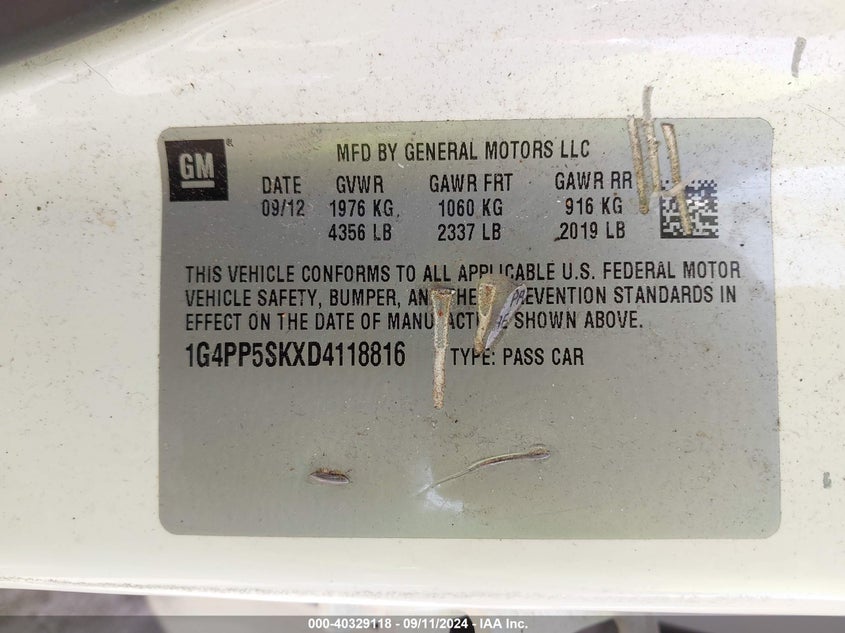 GM
MFD BY GENERAL MOTORS LLC
DATE GVWR GAWR FRT GAWR RR
09/12 1976 KG 1060 KG 916 KG
4356 LB 2337 LB 2019 LB
THIS VEHICLE CONFORMS TO ALL APPLICABLE U.S. FEDERAL MOTOR
VEHICLE SAFETY, BUMPER, AND THEFT PREVENTION STANDARDS IN
EFFECT ON THE DATE OF MANUFACTURE SHOWN ABOVE.
1G4PP5SKXD4118816 TYPE: PASS CAR
000-40329118 - 09/11/2024 - IAA Inc.